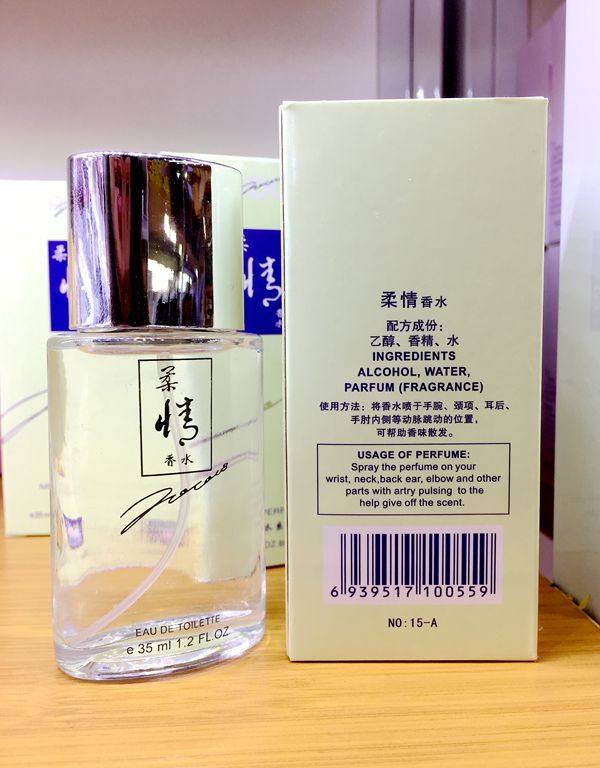 柔
情
香水
EAU DE TOILETTE
e 35 ml 1.2 FL.OZ.
柔
情
香水
柔情香水
配方成份：
乙醇、香精、水
INGREDIENTS
ALCOHOL, WATER,
PARFUM (FRAGRANCE)
使用方法：将香水喷于手腕、颈项、耳后、
手肘内侧等动脉跳动的位置，
可帮助香味散发。
USAGE OF PERFUME:
Spray the perfume on your
wrist, neck,back ear, elbow and other
parts with artry pulsing to the
help give off the scent.
6 939517 100559
NO:15-A